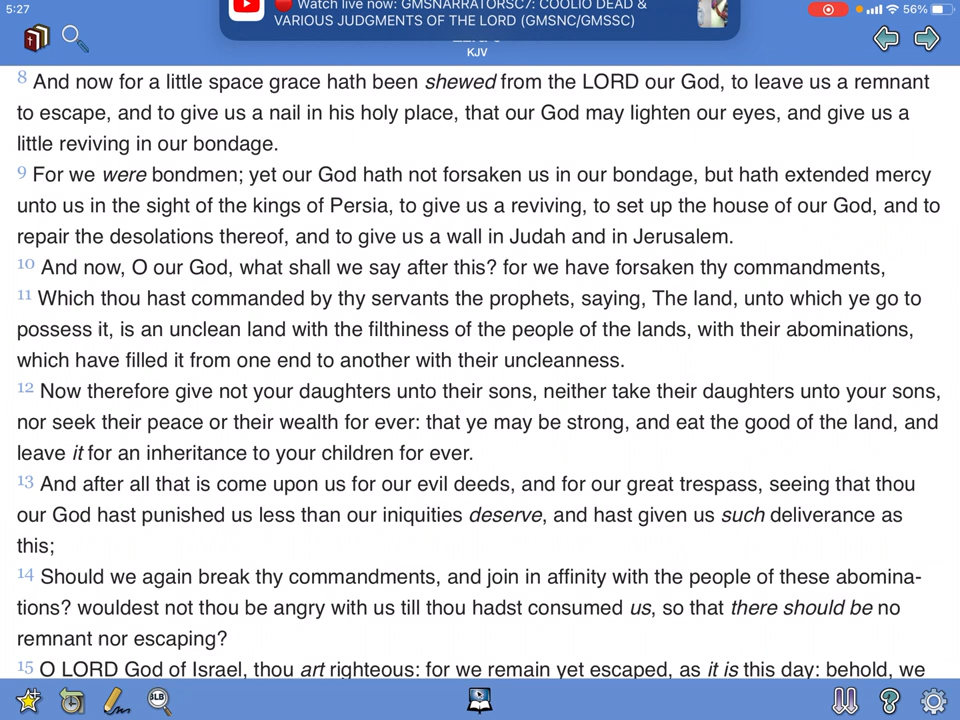 5:27
56%
Watch live now: GMSNARRATORSC7: COOLIO DEAD &
VARIOUS JUDGMENTS OF THE LORD (GMSNC/GMSSC)
KJV
8 And now for a little space grace hath been shewed from the LORD our God, to leave us a remnant
to escape, and to give us a nail in his holy place, that our God may lighten our eyes, and give us a
little reviving in our bondage.
9 For we were bondmen; yet our God hath not forsaken us in our bondage, but hath extended mercy
unto us in the sight of the kings of Persia, to give us a reviving, to set up the house of our God, and to
repair the desolations thereof, and to give us a wall in Judah and in Jerusalem.
10 And now, O our God, what shall we say after this? for we have forsaken thy commandments,
11 Which thou hast commanded by thy servants the prophets, saying, The land, unto which ye go to
possess it, is an unclean land with the filthiness of the people of the lands, with their abominations,
which have filled it from one end to another with their uncleanness.
12 Now therefore give not your daughters unto their sons, neither take their daughters unto your sons,
nor seek their peace or their wealth for ever: that ye may be strong, and eat the good of the land, and
leave it for an inheritance to your children for ever.
13 And after all that is come upon us for our evil deeds, and for our great trespass, seeing that thou
our God hast punished us less than our iniquities deserve, and hast given us such deliverance as
this;
14 Should we again break thy commandments, and join in affinity with the people of these abomina-
tions? wouldest not thou be angry with us till thou hadst consumed us, so that there should be no
remnant nor escaping?
15 O LORD God of Israel, thou art righteous: for we remain yet escaped, as it is this day: behold, we
BLB